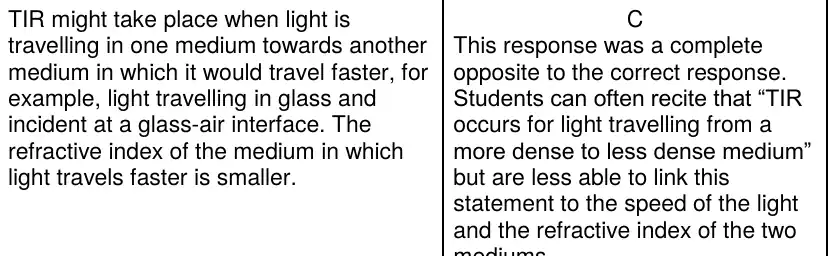 TIR might take place when light is
travelling in one medium towards another
medium in which it would travel faster, for
example, light travelling in glass and
incident at a glass-air interface. The
refractive index of the medium in which
light travels faster is smaller.
C
This response was a complete
opposite to the correct response.
Students can often recite that “TIR
occurs for light travelling from a
more dense to less dense medium”
but are less able to link this
statement to the speed of the light
and the refractive index of the two
mediums